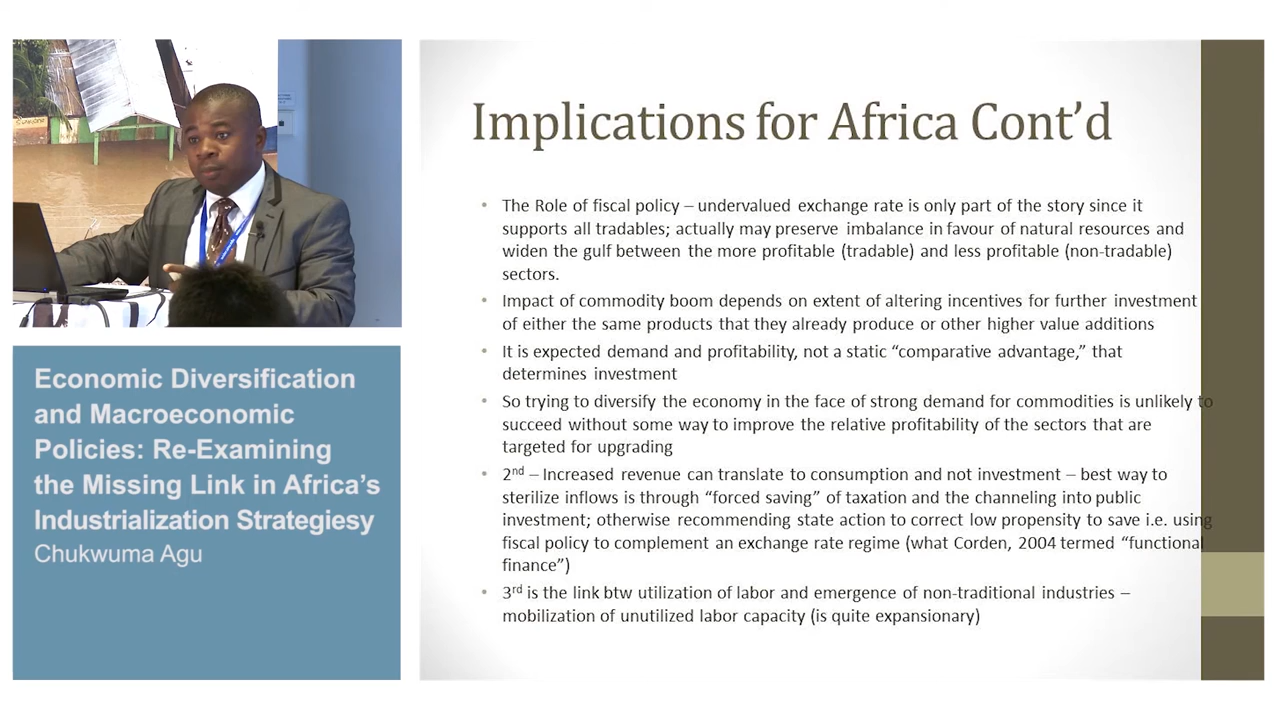 Economic Diversification
and Macroeconomic
Policies: Re-Examining
the Missing Link in Africa's
Industrialization Strategiesy
Chukwuma Agu
Implications for Africa Cont'd
• The Role of fiscal policy – undervalued exchange rate is only part of the story since it
supports all tradables; actually may preserve imbalance in favour of natural resources and
widen the gulf between the more profitable (tradable) and less profitable (non-tradable)
sectors.
• Impact of commodity boom depends on extent of altering incentives for further investment
of either the same products that they already produce or other higher value additions
• It is expected demand and profitability, not a static “comparative advantage,” that
determines investment
• So trying to diversify the economy in the face of strong demand for commodities is unlikely to
succeed without some way to improve the relative profitability of the sectors that are
targeted for upgrading
• 2nd – Increased revenue can translate to consumption and not investment – best way to
sterilize inflows is through “forced saving” of taxation and the channeling into public
investment; otherwise recommending state action to correct low propensity to save i.e. using
fiscal policy to complement an exchange rate regime (what Corden, 2004 termed “functional
finance”)
• 3rd is the link btw utilization of labor and emergence of non-traditional industries –
mobilization of unutilized labor capacity (is quite expansionary)